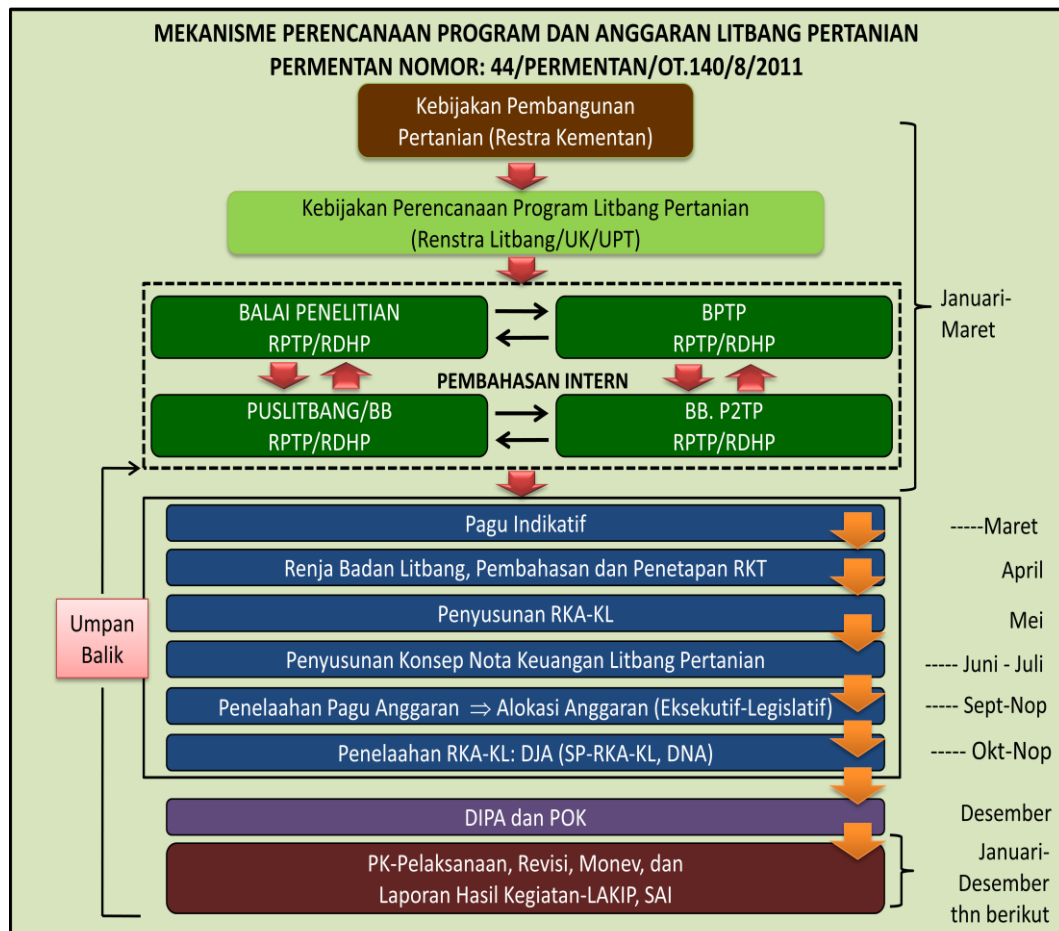 MEKANISME PERENCANAAN PROGRAM DAN ANGGARAN LITBANG PERTANIAN
PERMENTAN NOMOR: 44/PERMENTAN/OT.140/8/2011
Kebijakan Pembangunan
Pertanian (Restra Kementan)
Kebijakan Perencanaan Program Litbang Pertanian
(Renstra Litbang/UK/UPT)
BALAI PENELITIAN
RPTP/RDHP
BPTP
RPTP/RDHP
Januari-
Maret
PEMBAHASAN INTERN
PUSLITBANG/BB
RPTP/RDHP
BB. P2TP
RPTP/RDHP
Pagu Indikatif
-----Maret
Renja Badan Litbang, Pembahasan dan Penetapan RKT
April
Penyusunan RKA-KL
Mei
Umpan
Balik
Penyusunan Konsep Nota Keuangan Litbang Pertanian
----- Juni - Juli
Penelaahan Pagu Anggaran ⇒ Alokasi Anggaran (Eksekutif-Legislatif)
----- Sept-Nop
Penelaahan RKA-KL: DJA (SP-RKA-KL, DNA)
----- Okt-Nop
DIPA dan POK
Desember
PK-Pelaksanaan, Revisi, Monev, dan
Laporan Hasil Kegiatan-LAKIP, SAI
Januari-
Desember
thn berikut